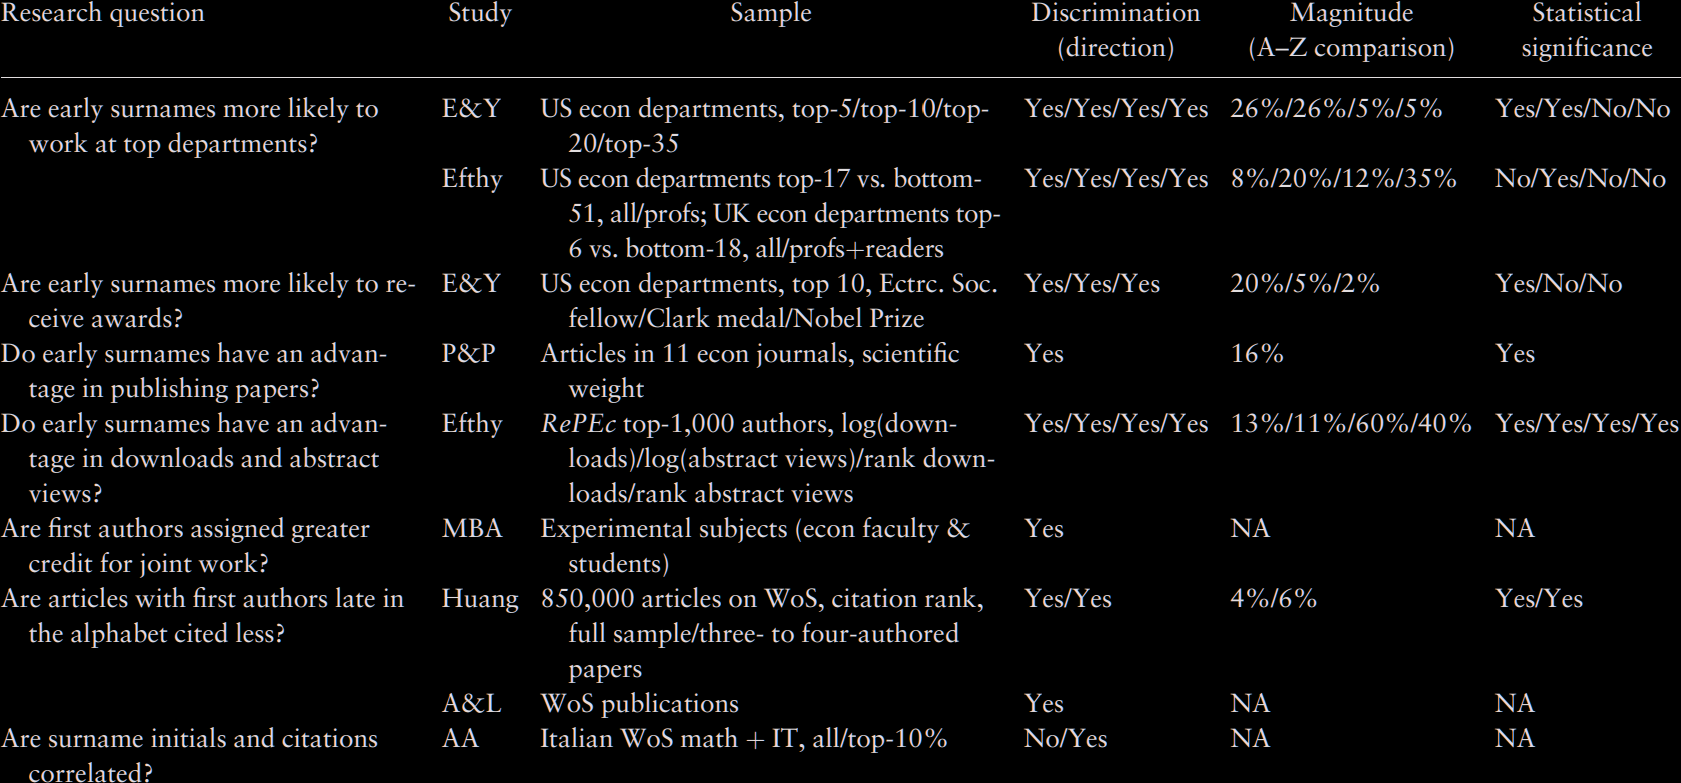 Research question Study Sample Discrimination Magnitude Statistical
(direction) (A–Z comparison) significance
Are early surnames more likely to E&Y US econ departments, top-5/top-10/top- Yes/Yes/Yes/Yes 26%/26%/5%/5% Yes/Yes/No/No
work at top departments? 20/top-35
Efthy US econ departments top-17 vs. bottom- Yes/Yes/Yes/Yes 8%/20%/12%/35% No/Yes/No/No
51, all/profs; UK econ departments top-
6 vs. bottom-18, all/profs+readers
Are early surnames more likely to re- E&Y US econ departments, top 10, Ectrc. Soc. Yes/Yes/Yes 20%/5%/2% Yes/No/No
ceive awards? fellow/Clark medal/Nobel Prize
Do early surnames have an advan- P&P Articles in 11 econ journals, scientific Yes 16% Yes
tage in publishing papers? weight
Do early surnames have an advan- Efthy RePEc top-1,000 authors, log(down- Yes/Yes/Yes/Yes 13%/11%/60%/40% Yes/Yes/Yes/Yes
tage in downloads and abstract loads)/log(abstract views)/rank down-
views? loads/rank abstract views
Are first authors assigned greater MBA Experimental subjects (econ faculty & Yes NA NA
credit for joint work? students)
Are articles with first authors late in Huang 850,000 articles on WoS, citation rank, Yes/Yes 4%/6% Yes/Yes
the alphabet cited less? full sample/three- to four-authored
papers
A&L WoS publications Yes NA NA
Are surname initials and citations AA Italian WoS math + IT, all/top-10% No/Yes NA NA
correlated?